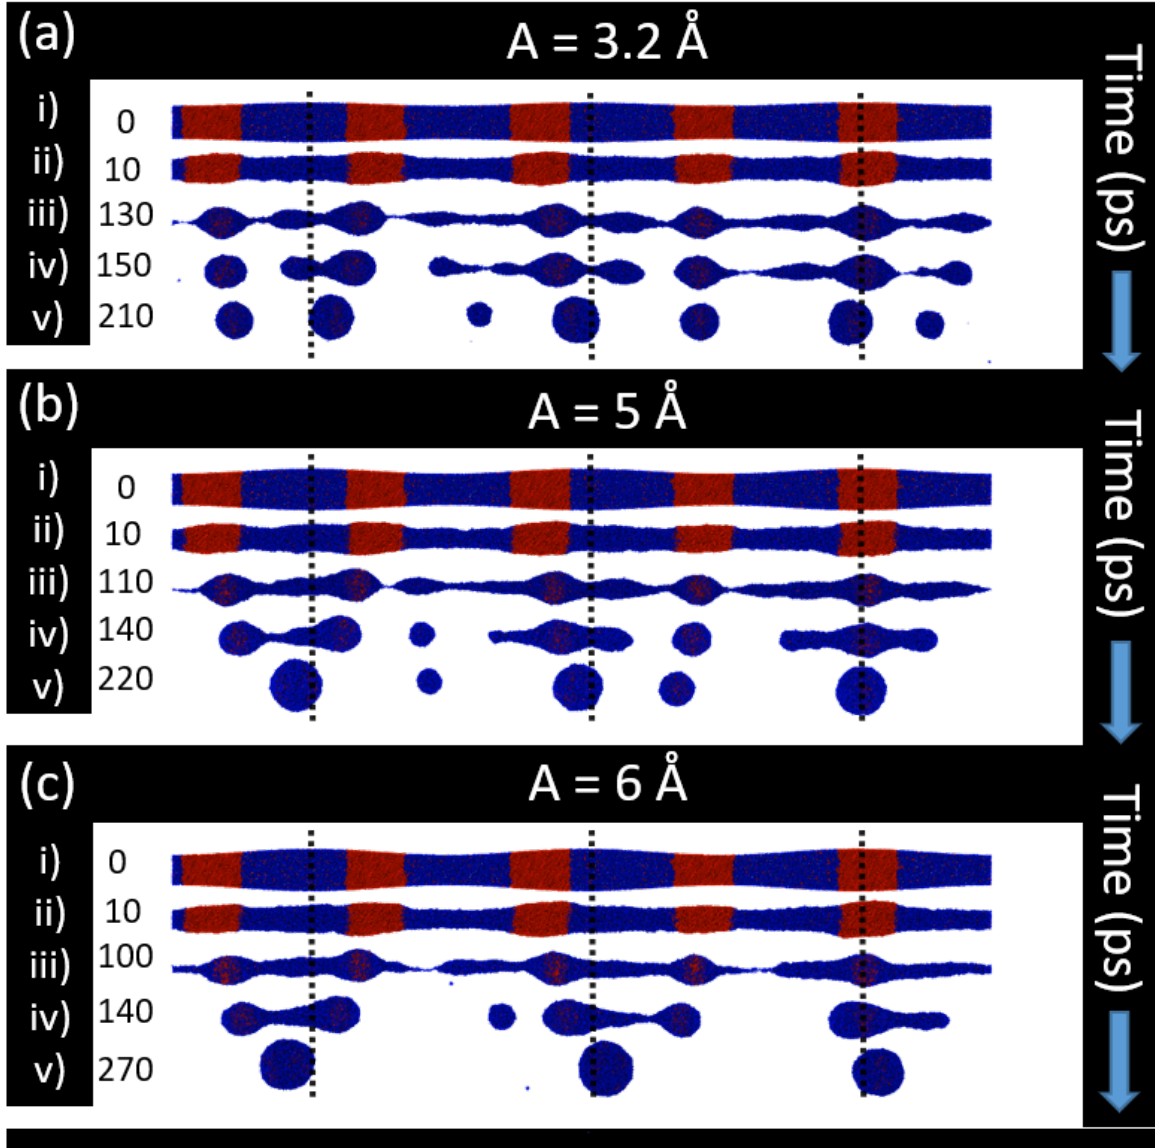 (a)
A = 3.2 Å
Time (ps)
i) 0
ii) 10
iii) 130
iv) 150
v) 210
(b)
A = 5 Å
Time (ps)
i) 0
ii) 10
iii) 110
iv) 140
v) 220
(c)
A = 6 Å
Time (ps)
i) 0
ii) 10
iii) 100
iv) 140
v) 270